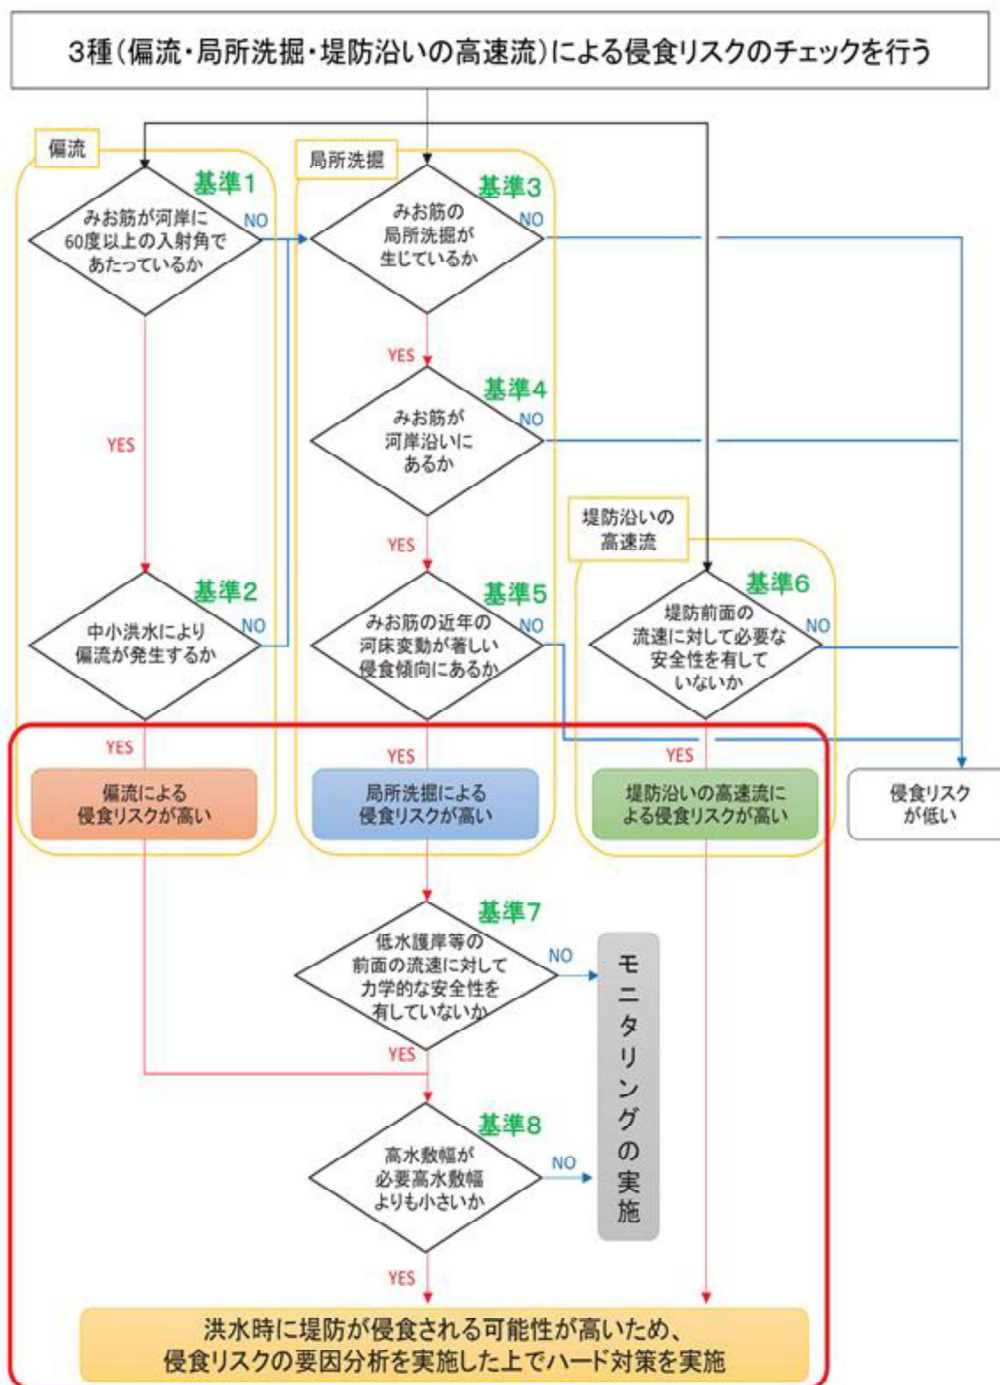 3種（偏流・局所洗掘・堤防沿いの高速流）による侵食リスクのチェックを行う
偏流
基準1
みお筋が河岸に
60度以上の入射角で
あたっているか
NO
YES
基準2
中小洪水により
偏流が発生するか
NO
YES
偏流による
侵食リスクが高い
局所洗掘
基準3
みお筋の
局所洗掘が
生じているか
NO
YES
基準4
みお筋が
河岸沿いに
あるか
NO
YES
基準5
みお筋の近年の
河床変動が著しい
侵食傾向にあるか
NO
YES
局所洗掘による
侵食リスクが高い
堤防沿いの
高速流
基準6
堤防前面の
流速に対して必要な
安全性を有して
いないか
NO
YES
堤防沿いの高速流に
よる侵食リスクが高い
侵食リスク
が低い
基準7
低水護岸等の
前面の流速に対して
力学的な安全性を
有していないか
NO
YES
モニタリングの実施
基準8
高水敷幅が
必要高水敷幅
よりも小さいか
NO
YES
洪水時に堤防が侵食される可能性が高いため、
侵食リスクの要因分析を実施した上でハード対策を実施